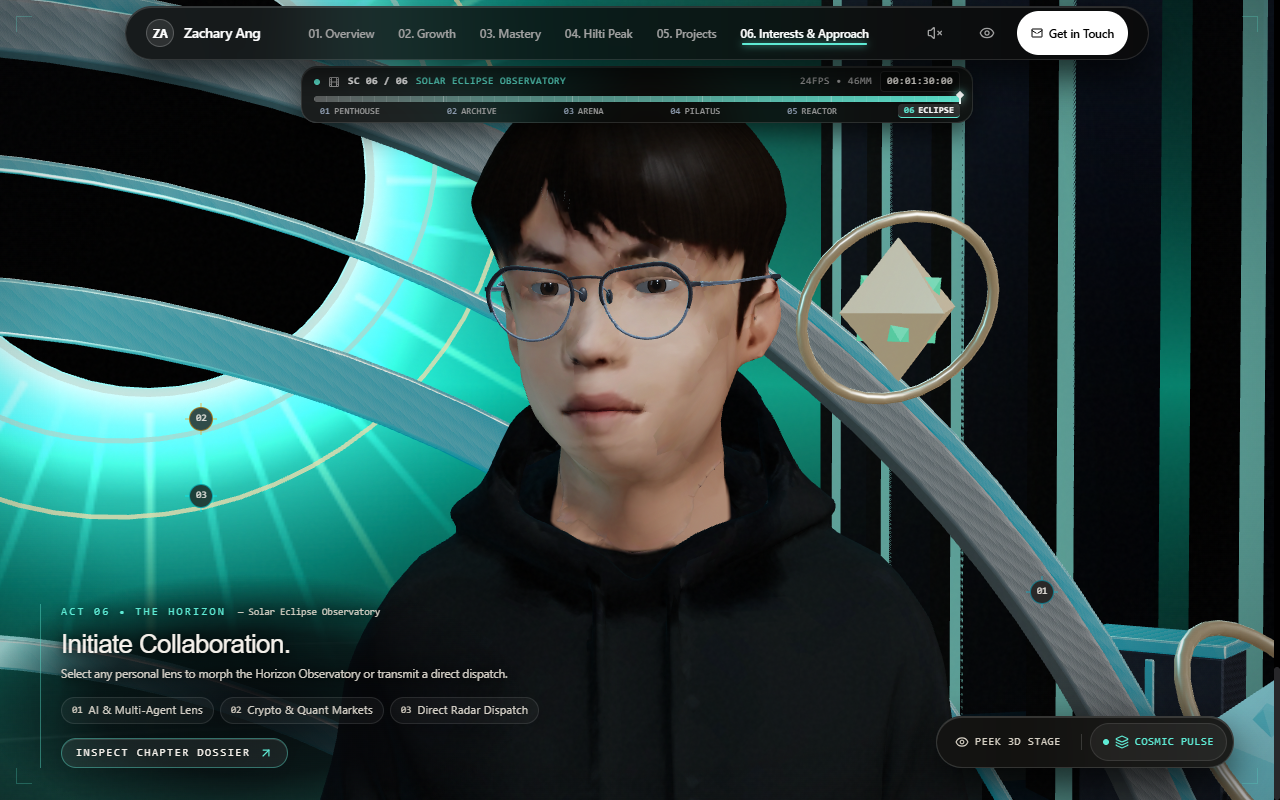 ZA Zachary Ang 01. Overview 02. Growth 03. Mastery 04. Hilti Peak 05. Projects 06. Interests & Approach Get in Touch
SC 06 / 06 SOLAR ECLIPSE OBSERVATORY 24FPS • 46MM 00:01:30:00
01 PENTHOUSE 02 ARCHIVE 03 ARENA 04 PILATUS 05 REACTOR 06 ECLIPSE
02
03
01
ACT 06 • THE HORIZON — Solar Eclipse Observatory
Initiate Collaboration.
Select any personal lens to morph the Horizon Observatory or transmit a direct dispatch.
01 AI & Multi-Agent Lens 02 Crypto & Quant Markets 03 Direct Radar Dispatch
INSPECT CHAPTER DOSSIER
PEEK 3D STAGE COSMIC PULSE